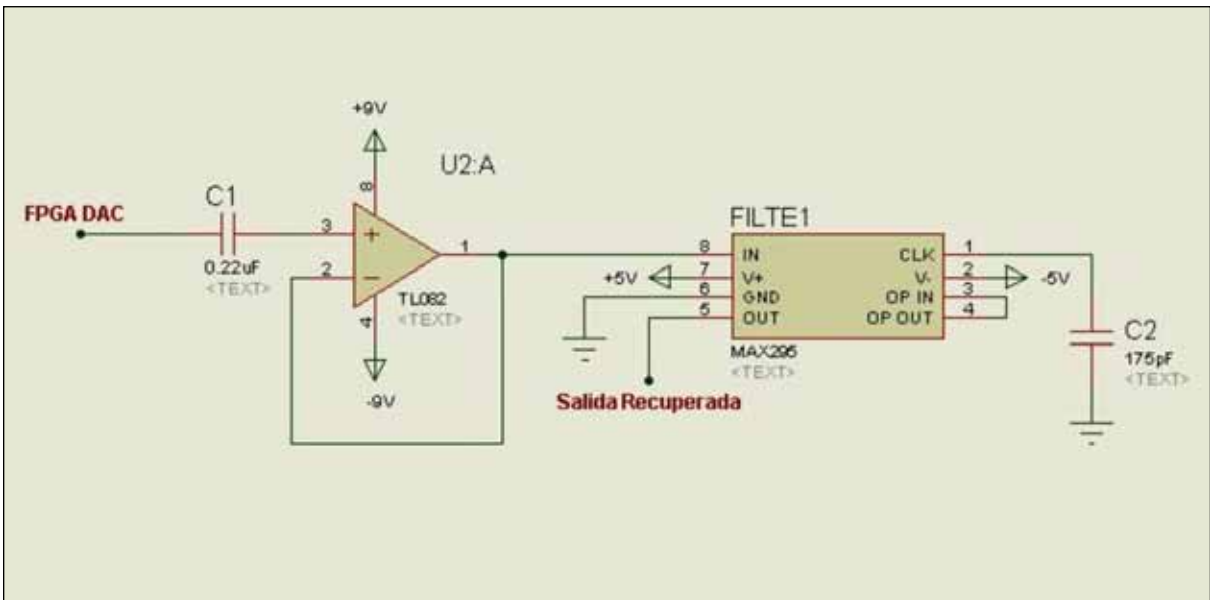 +9V
U2:A
8
C1
FPGA DAC
3
+
0.22uF
<TEXT>
2
−
1
TL082
<TEXT>
4
-9V
FILTE1
8 IN CLK 1
+5V 7 V+ V- 2 -5V
6 GND OP IN 3
5 OUT OP OUT 4
MAX295
<TEXT>
C2
175pF
<TEXT>
Salida Recuperada